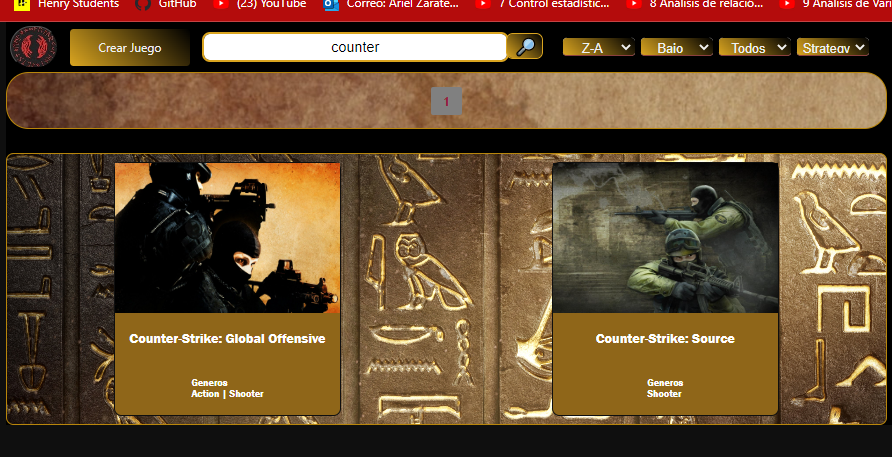 Henry Students
GitHub
(23) YouTube
Correo: Ariel Zarate...
7 Control estadístic...
8 Análisis de relacio...
9 Análisis de Vari
Crear Juego
counter
Z-A
Bajo
Todos
Strategy
1
Counter-Strike: Global Offensive
Generos
Action | Shooter
Counter-Strike: Source
Generos
Shooter